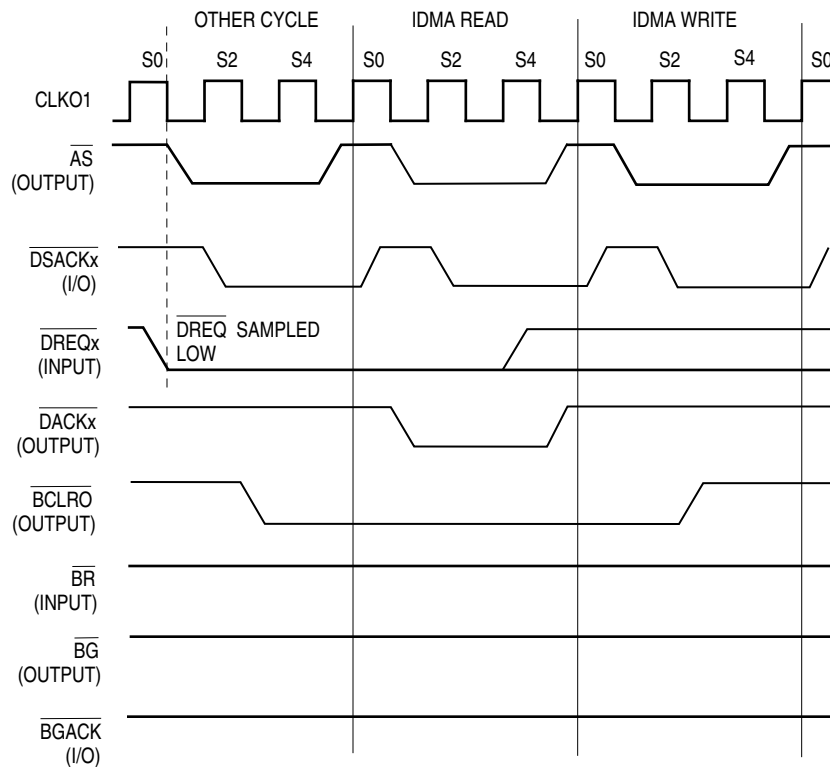 OTHER CYCLE IDMA READ IDMA WRITE
S0 S2 S4 S0 S2 S4 S0 S2 S4 S0
CLKO1
AS
(OUTPUT)
DSACKx
(I/O)
DREQx
(INPUT)
DREQ SAMPLED
LOW
DACKx
(OUTPUT)
BCLRO
(OUTPUT)
BR
(INPUT)
BG
(OUTPUT)
BGACK
(I/O)